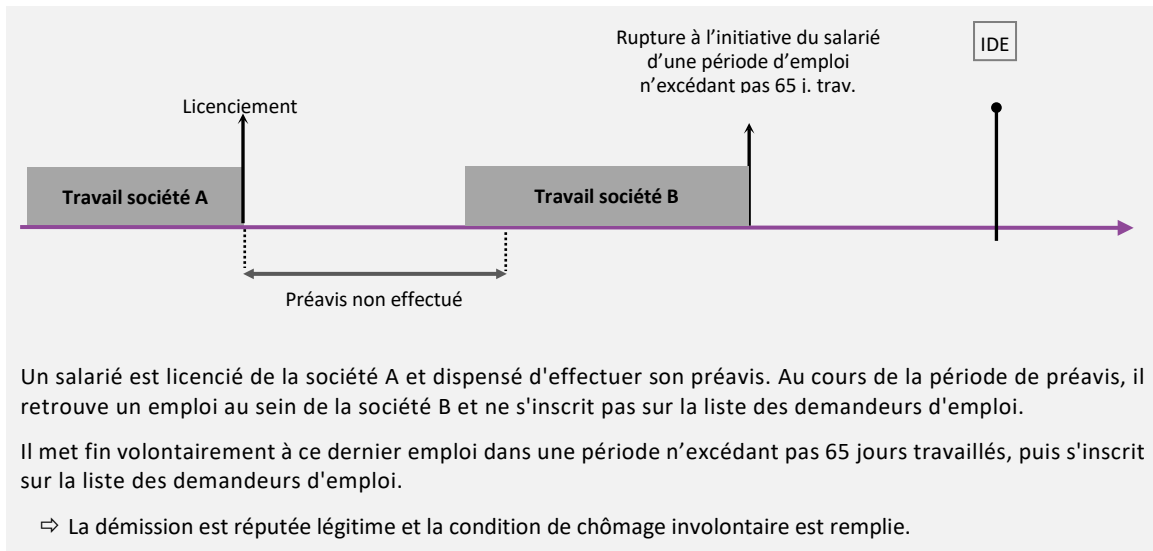 Rupture à l’initiative du salarié
d’une période d’emploi
n’excédant pas 65 j. trav.
IDE
Licenciement
Travail société A
Travail société B
Préavis non effectué
Un salarié est licencié de la société A et dispensé d'effectuer son préavis. Au cours de la période de préavis, il
retrouve un emploi au sein de la société B et ne s'inscrit pas sur la liste des demandeurs d'emploi.
Il met fin volontairement à ce dernier emploi dans une période n’excédant pas 65 jours travaillés, puis s'inscrit
sur la liste des demandeurs d'emploi.
⇨ La démission est réputée légitime et la condition de chômage involontaire est remplie.